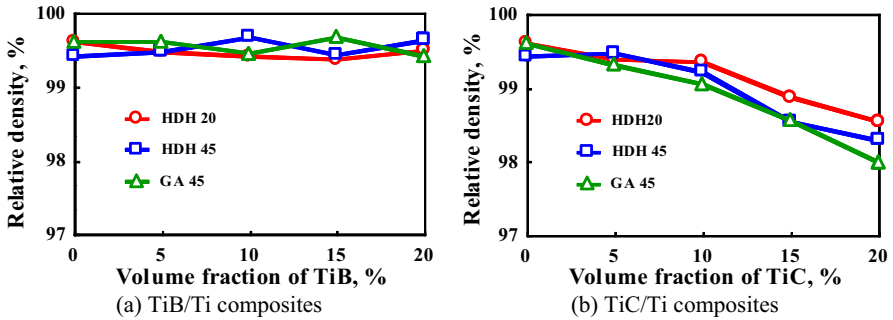 100
99
98
97
Relative density, %
HDH 20
HDH 45
GA 45
0 5 10 15 20
Volume fraction of TiB, %
(a) TiB/Ti composites
100
99
98
97
Relative density, %
HDH20
HDH 45
GA 45
0 5 10 15 20
Volume fraction of TiC, %
(b) TiC/Ti composites